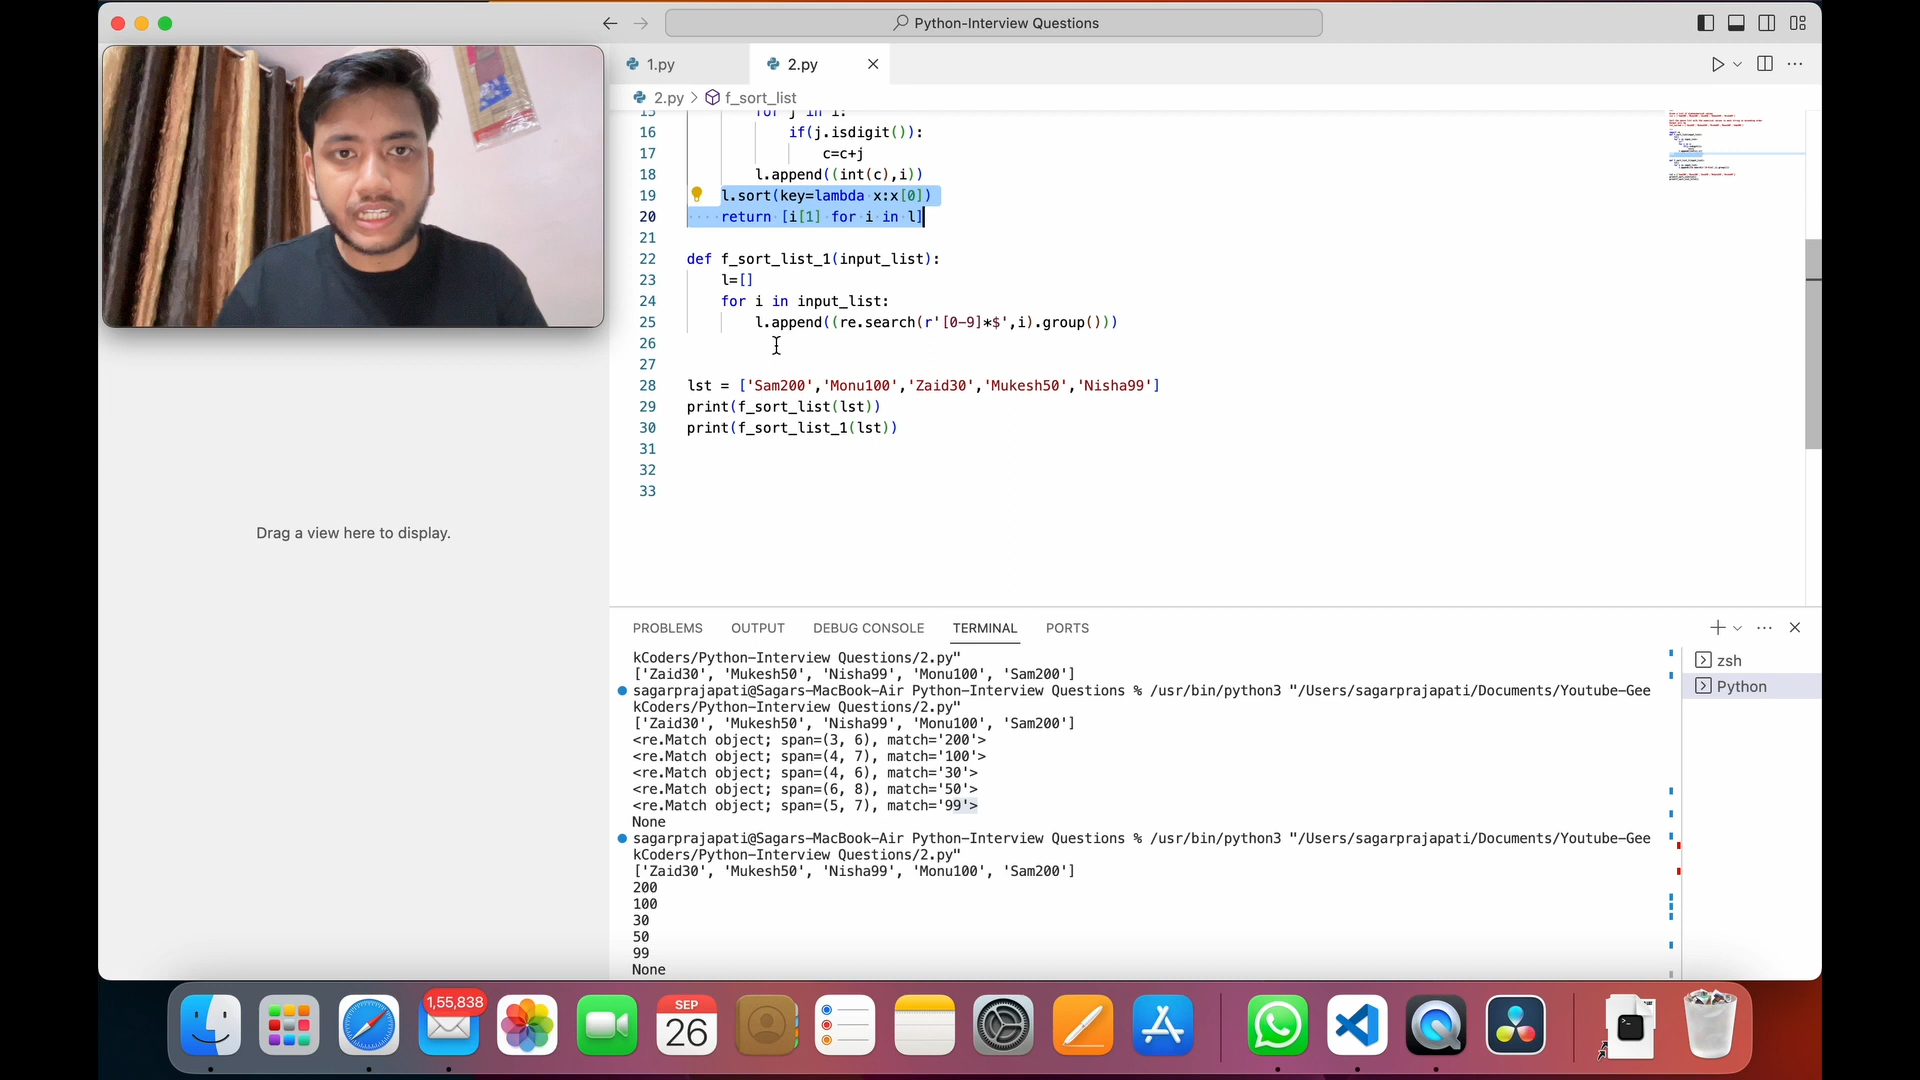 Python-Interview Questions
1.py
2.py
2.py > f_sort_list
15 for j in i:
16 if(j.isdigit()):
17 c=c+j
18 l.append((int(c),i))
19 l.sort(key=lambda x:x[0])
20 return [i[1] for i in l]
21
22 def f_sort_list_1(input_list):
23 l=[]
24 for i in input_list:
25 l.append((re.search(r'[0-9]*$',i).group()))
26
27
28 lst = ['Sam200','Monu100','Zaid30','Mukesh50','Nisha99']
29 print(f_sort_list(lst))
30 print(f_sort_list_1(lst))
31
32
33
Drag a view here to display.
PROBLEMS OUTPUT DEBUG CONSOLE TERMINAL PORTS
kCoders/Python-Interview Questions/2.py"
['Zaid30', 'Mukesh50', 'Nisha99', 'Monu100', 'Sam200']
sagarprajapati@Sagars-MacBook-Air Python-Interview Questions % /usr/bin/python3 "/Users/sagarprajapati/Documents/Youtube-Gee
kCoders/Python-Interview Questions/2.py"
['Zaid30', 'Mukesh50', 'Nisha99', 'Monu100', 'Sam200']
<re.Match object; span=(3, 6), match='200'>
<re.Match object; span=(4, 7), match='100'>
<re.Match object; span=(4, 6), match='30'>
<re.Match object; span=(6, 8), match='50'>
<re.Match object; span=(5, 7), match='99'>
None
sagarprajapati@Sagars-MacBook-Air Python-Interview Questions % /usr/bin/python3 "/Users/sagarprajapati/Documents/Youtube-Gee
kCoders/Python-Interview Questions/2.py"
['Zaid30', 'Mukesh50', 'Nisha99', 'Monu100', 'Sam200']
200
100
30
50
99
None
zsh
Python
1,55,838
SEP
26